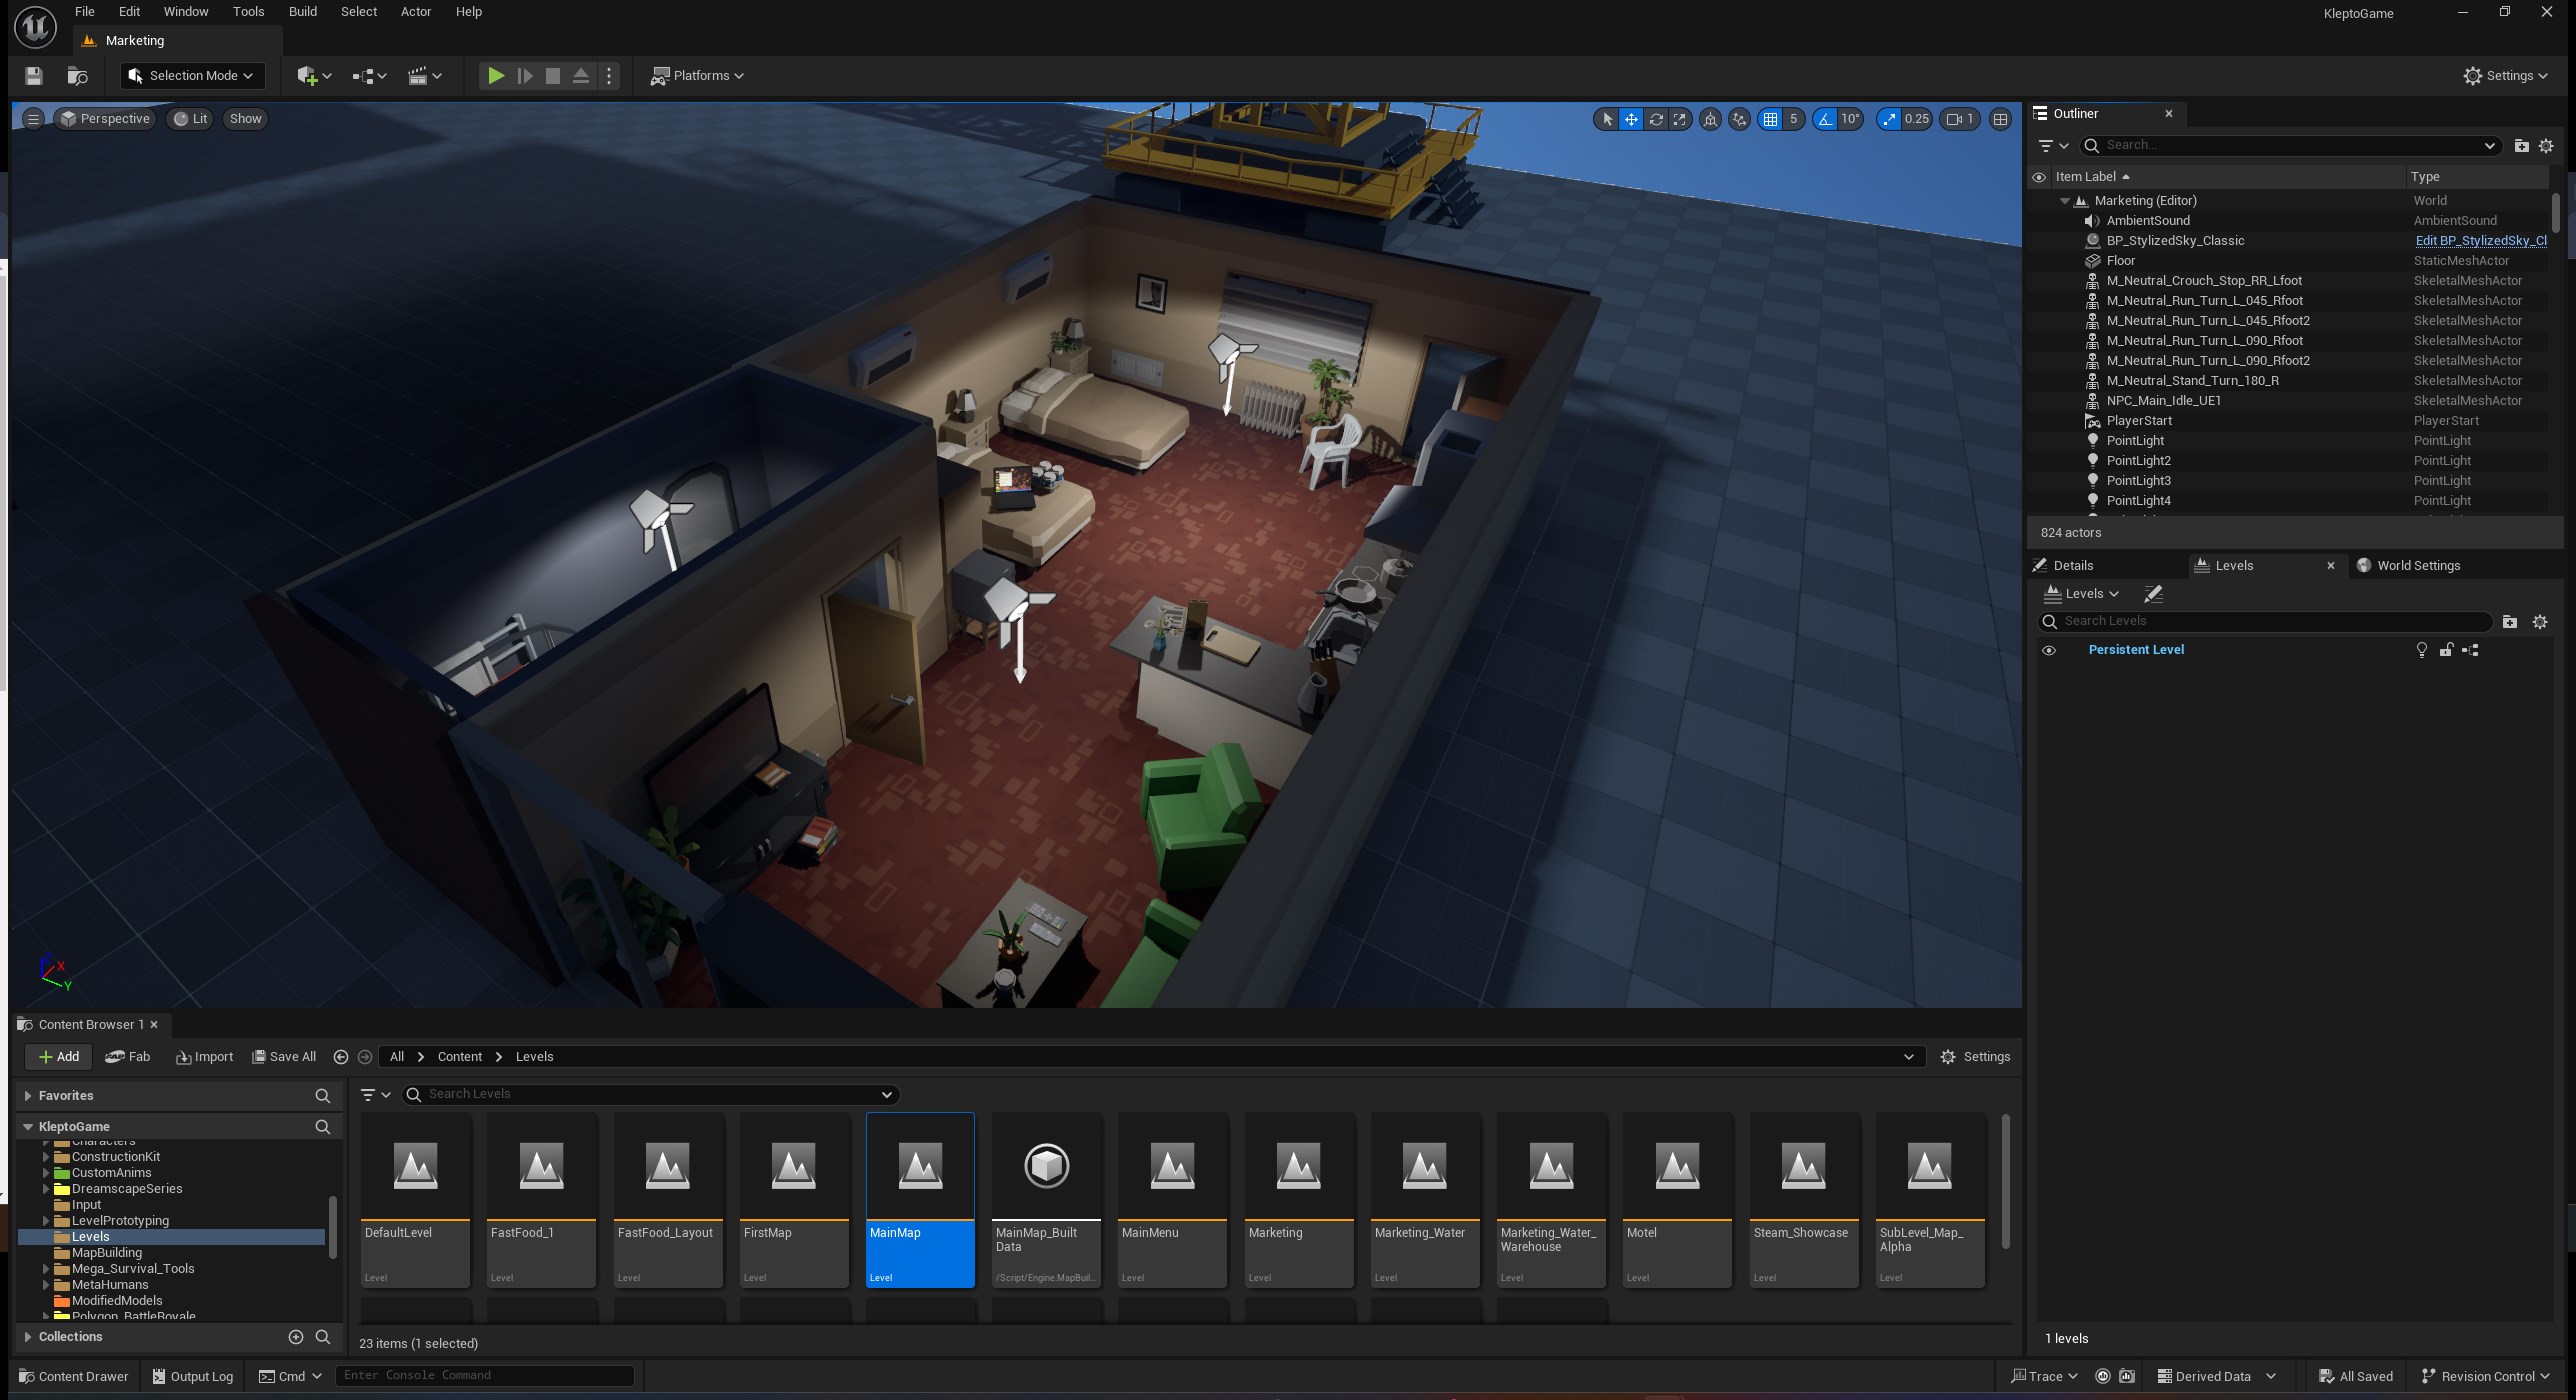 File Edit Window Tools Build Select Actor Help
KleptoGame
Marketing
Selection Mode
Platforms
Settings
Perspective Lit Show
5 10° 0.25 1
Outliner
Search...
Item Label Type
Marketing (Editor) World
AmbientSound AmbientSound
BP_StylizedSky_Classic Edit BP_StylizedSky_Cl
Floor StaticMeshActor
M_Neutral_Crouch_Stop_RR_Lfoot SkeletalMeshActor
M_Neutral_Run_Turn_L_045_Rfoot SkeletalMeshActor
M_Neutral_Run_Turn_L_045_Rfoot2 SkeletalMeshActor
M_Neutral_Run_Turn_L_090_Rfoot SkeletalMeshActor
M_Neutral_Run_Turn_L_090_Rfoot2 SkeletalMeshActor
M_Neutral_Stand_Turn_180_R SkeletalMeshActor
NPC_Main_Idle_UE1 SkeletalMeshActor
PlayerStart PlayerStart
PointLight PointLight
PointLight2 PointLight
PointLight3 PointLight
PointLight4 PointLight
824 actors
Details Levels World Settings
Levels
Search Levels
Persistent Level
1 levels
Z X Y
Content Browser 1
Add Fab Import Save All All Content Levels Settings
Favorites
KleptoGame
Characters
ConstructionKit
CustomAnims
DreamscapeSeries
Input
LevelPrototyping
Levels
MapBuilding
Mega_Survival_Tools
MetaHumans
ModifiedModels
Polygon_BattleRoyale
Collections
Search Levels
DefaultLevel FastFood_1 FastFood_Layout FirstMap MainMap MainMap_Built MainMenu Marketing Marketing_Water Marketing_Water_ Motel Steam_Showcase SubLevel_Map_
Data Warehouse Alpha
Level Level Level Level Level /Script/Engine.MapBuil... Level Level Level Level Level Level Level
23 items (1 selected)
Content Drawer Output Log Cmd Enter Console Command
Trace Derived Data All Saved Revision Control